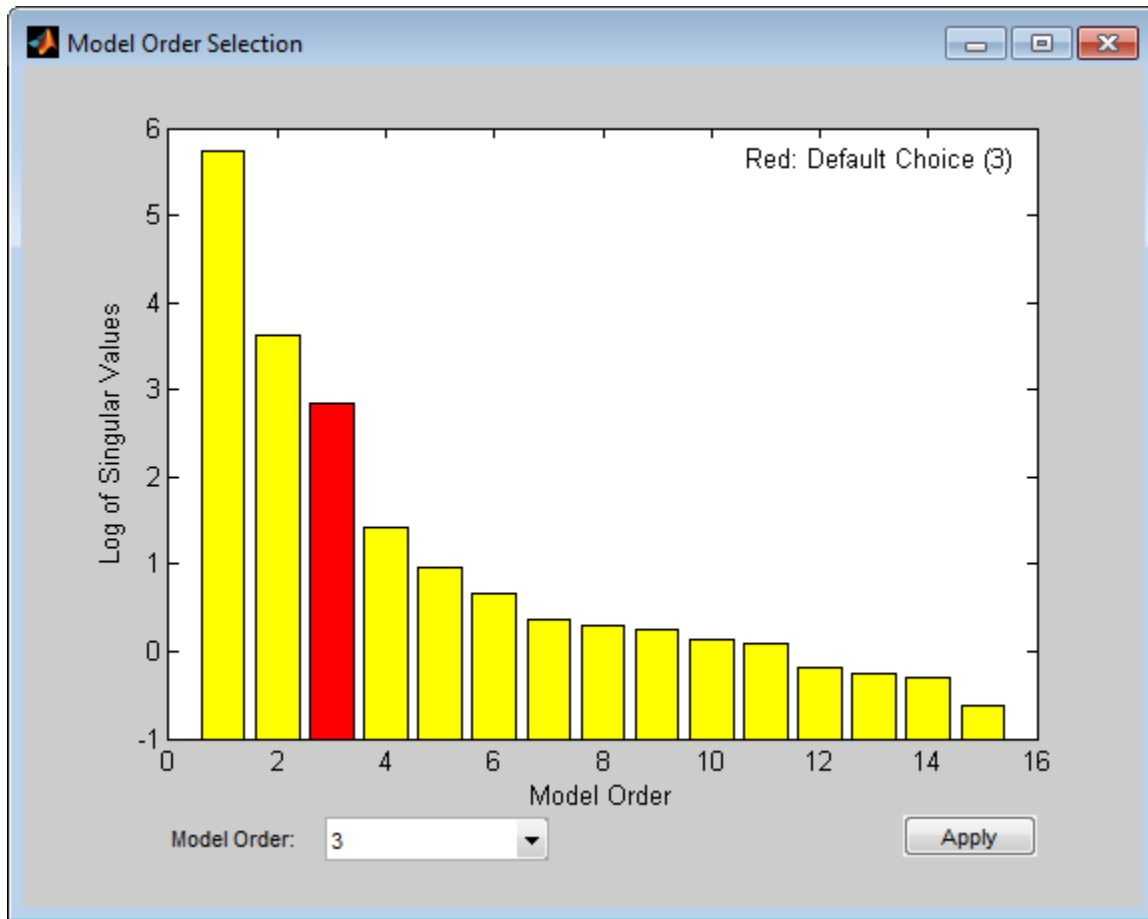 Model Order Selection
Red: Default Choice (3)
Log of Singular Values
6
5
4
3
2
1
0
-1
0 2 4 6 8 10 12 14 16
Model Order
Model Order: 3
Apply